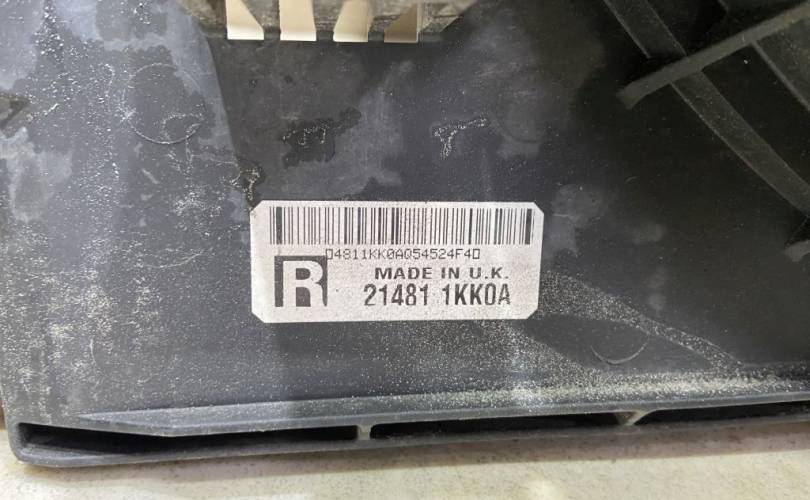 D4811KK0A054524F4D
R MADE IN U.K.
21481 1KK0A